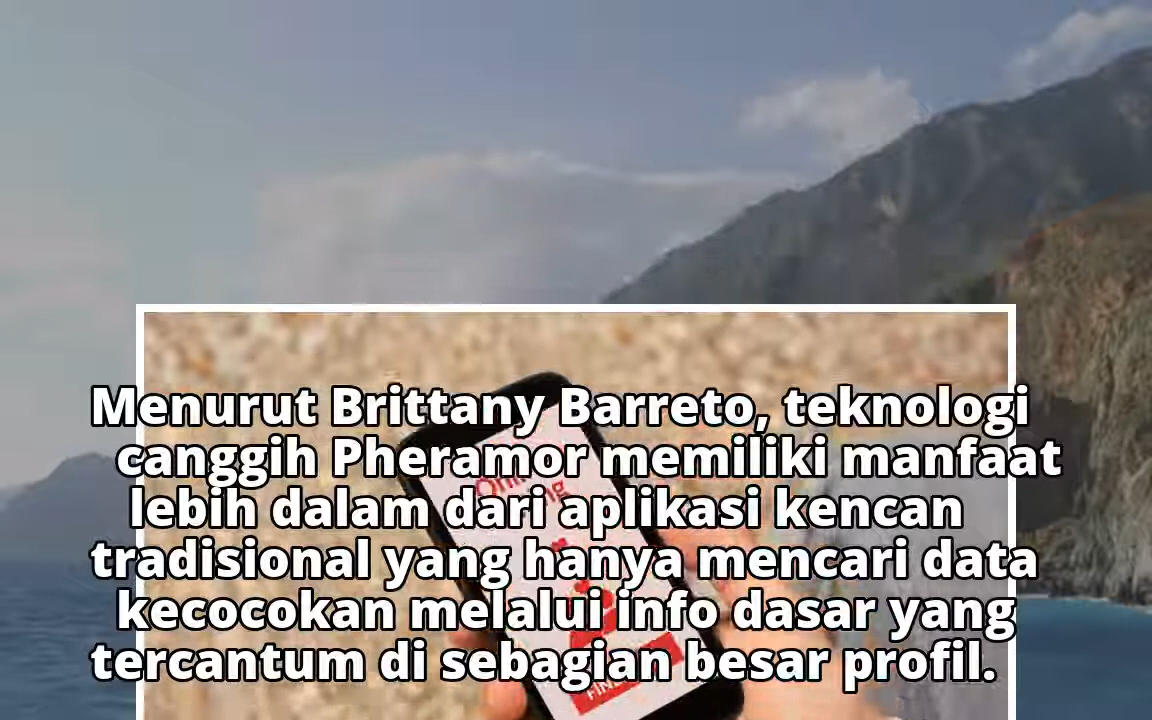 Menurut Brittany Barreto, teknologi
canggih Pheramor memiliki manfaat
lebih dalam dari aplikasi kencan
tradisional yang hanya mencari data
kecocokan melalui info dasar yang
tercantum di sebagian besar profil.